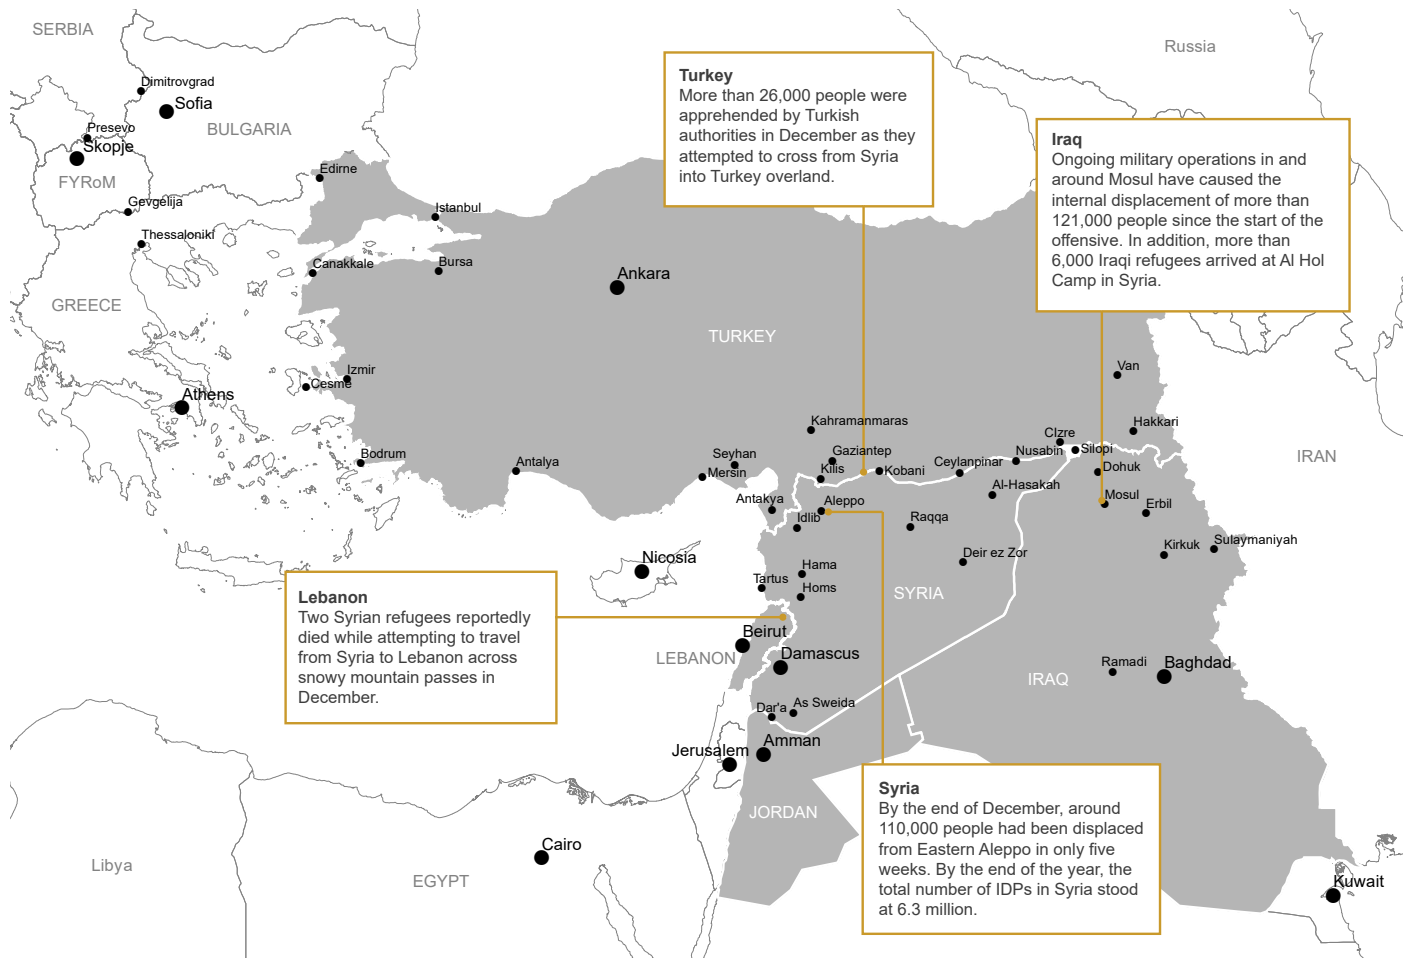 SERBIA
Russia
Turkey
More than 26,000 people were
apprehended by Turkish
authorities in December as they
attempted to cross from Syria
into Turkey overland.
Dimitrovgrad
Sofia
BULGARIA
Presevo
Skopje
FYRoM
Iraq
Ongoing military operations in and
around Mosul have caused the
internal displacement of more than
121,000 people since the start of the
offensive. In addition, more than
6,000 Iraqi refugees arrived at Al Hol
Camp in Syria.
Edirne
Gevgelija
Istanbul
Thessaloniki
Canakkale
Bursa
Ankara
GREECE
TURKEY
Van
Izmir
Cesme
Athens
Kahramanmaras
Hakkari
CIzre
Silopi
Nusabin
Gaziantep
Bodrum
Antalya
Seyhan
Mersin
Kilis
Kobani
Ceylanpinar
Dohuk
IRAN
Al-Hasakah
Antakya
Aleppo
Mosul
Erbil
Idlib
Raqqa
Kirkuk
Sulaymaniyah
Nicosia
Deir ez Zor
Hama
Tartus
Homs
SYRIA
Lebanon
Two Syrian refugees reportedly
died while attempting to travel
from Syria to Lebanon across
snowy mountain passes in
December.
Beirut
LEBANON
Damascus
Ramadi
Baghdad
IRAQ
As Sweida
Dar'a
Amman
Jerusalem
JORDAN
Syria
By the end of December, around
110,000 people had been displaced
from Eastern Aleppo in only five
weeks. By the end of the year, the
total number of IDPs in Syria stood
at 6.3 million.
Cairo
Libya
EGYPT
Kuwait